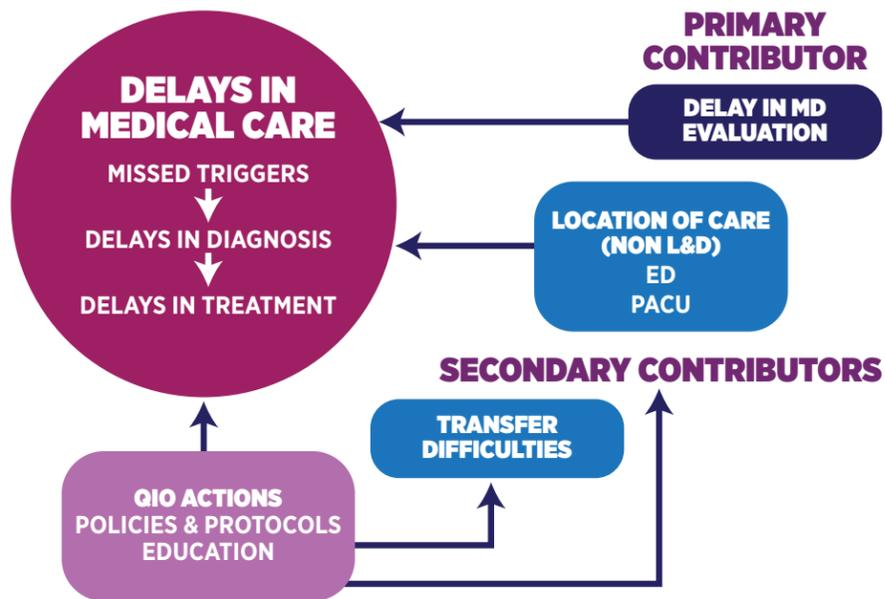 DELAYS IN
MEDICAL CARE
MISSED TRIGGERS
DELAYS IN DIAGNOSIS
DELAYS IN TREATMENT
PRIMARY
CONTRIBUTOR
DELAY IN MD
EVALUATION
LOCATION OF CARE
(NON L&D)
ED
PACU
SECONDARY CONTRIBUTORS
TRANSFER
DIFFICULTIES
QIO ACTIONS
POLICIES & PROTOCOLS
EDUCATION